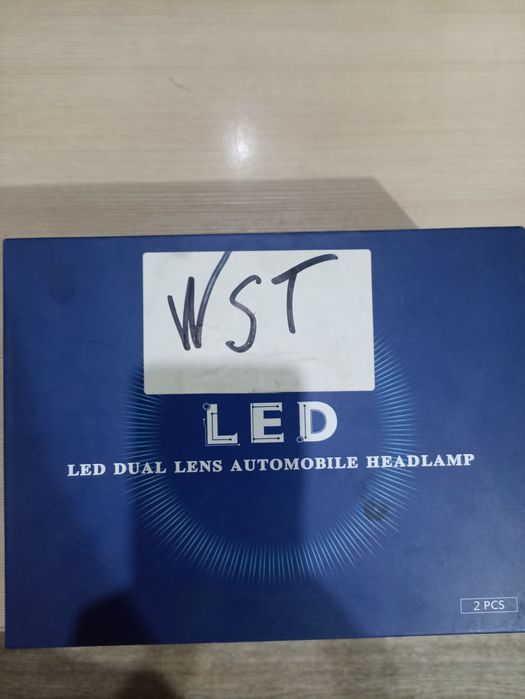 WST
LED
LED DUAL LENS AUTOMOBILE HEADLAMP
2 PCS